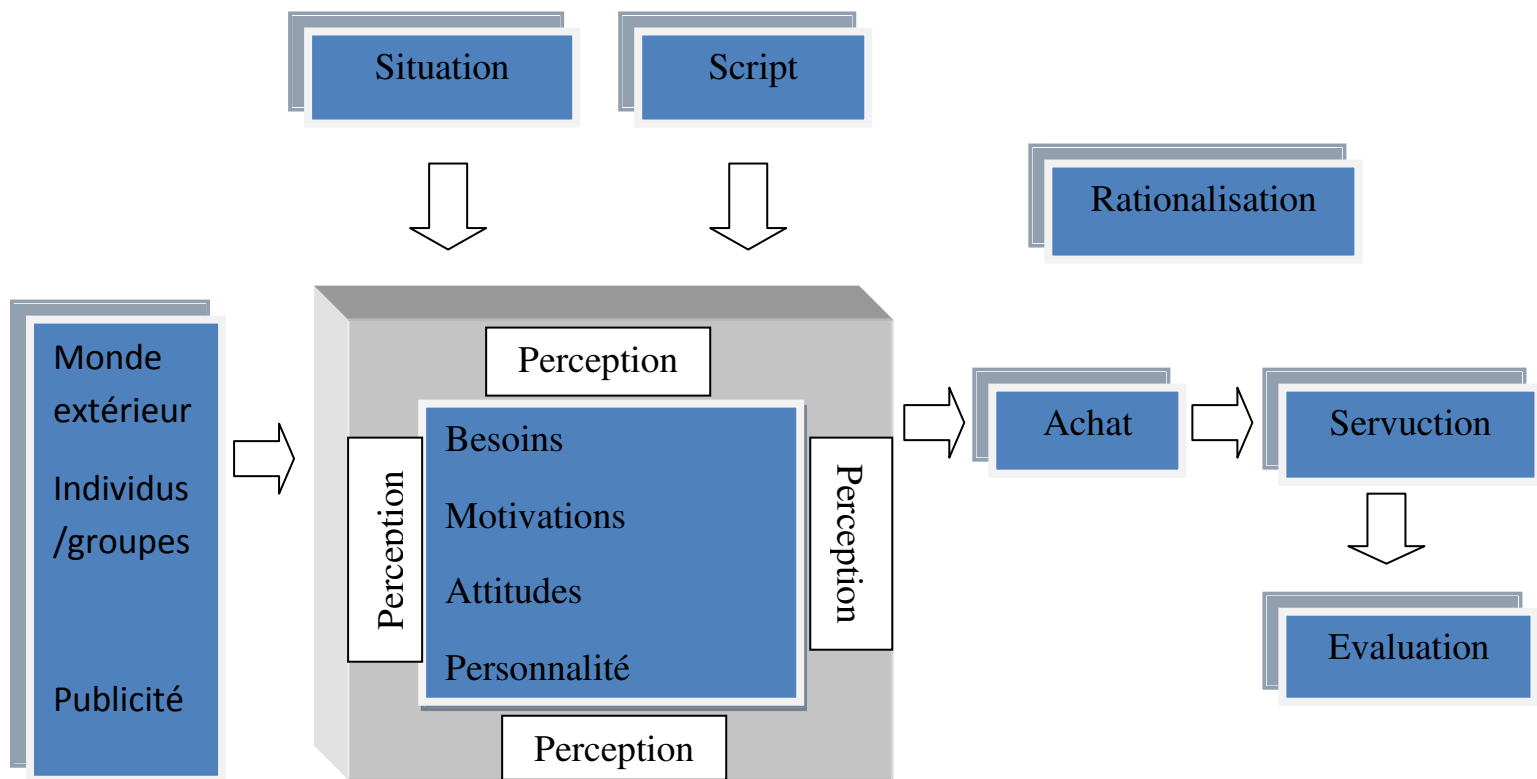 Situation
Script
Rationalisation
Monde
extérieur
Individus
/groupes
Publicité
Perception
Perception
Besoins
Motivations
Attitudes
Personnalité
Perception
Perception
Achat
Servuction
Evaluation